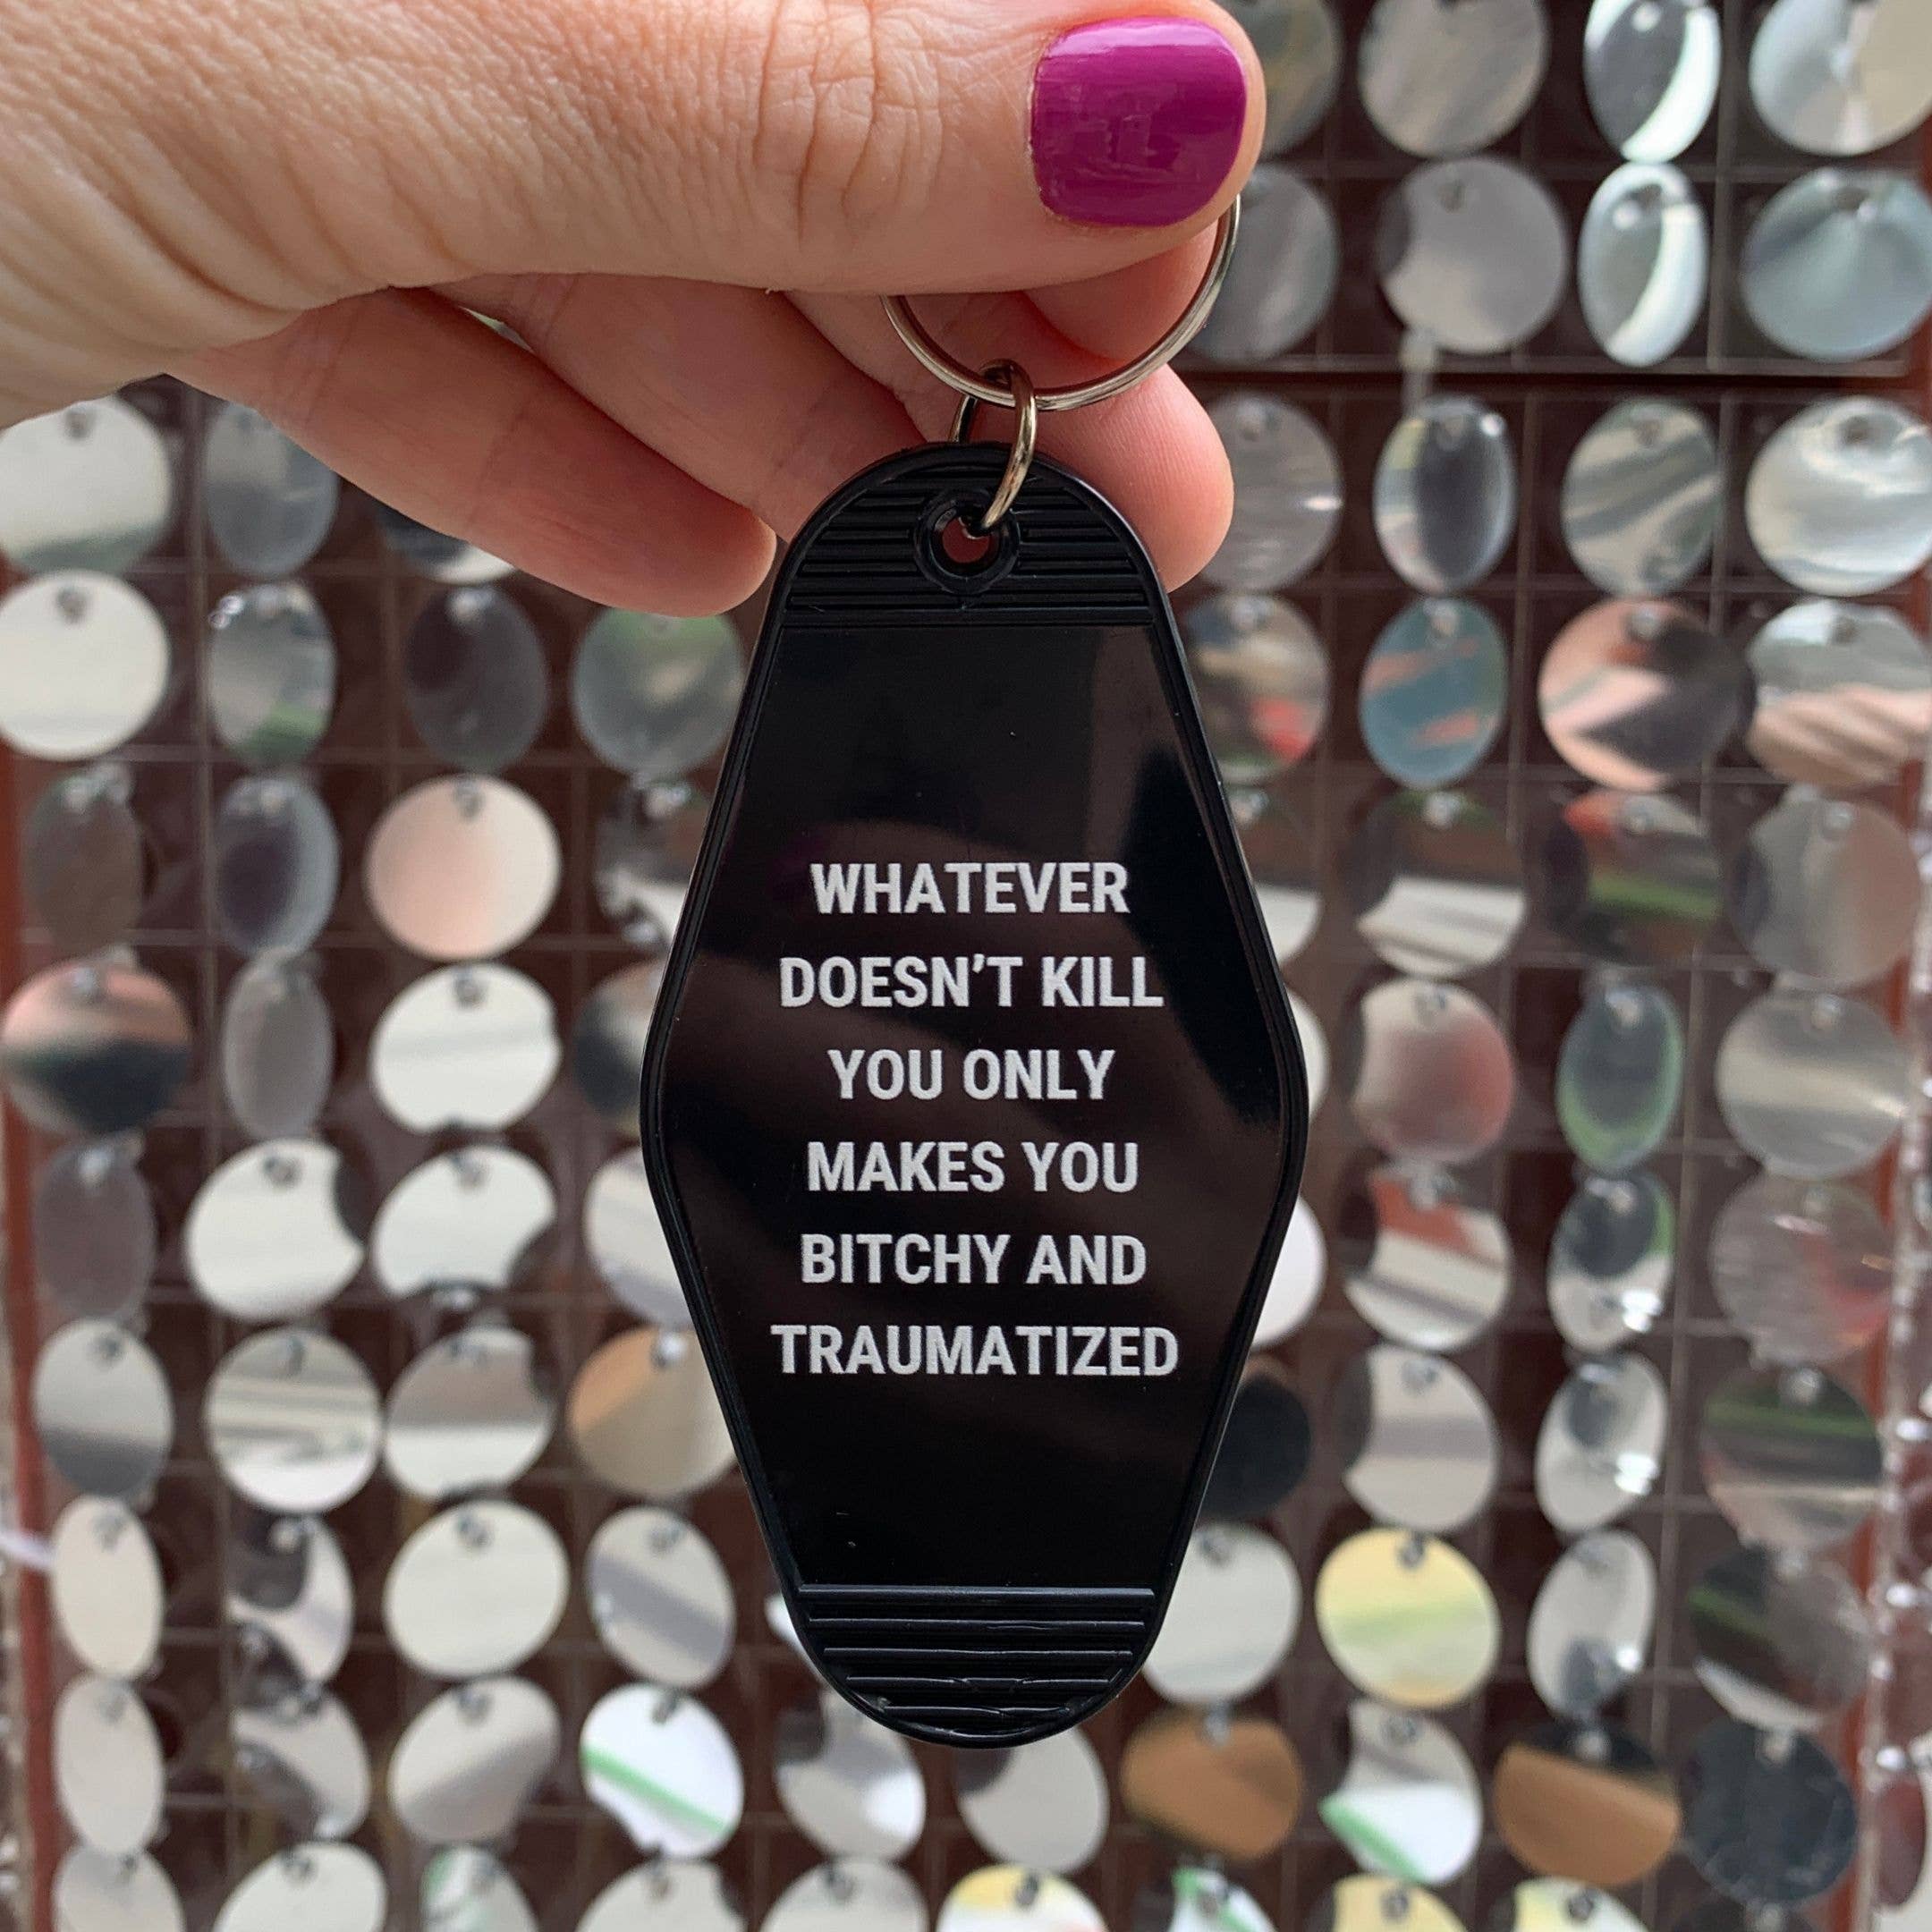 WHATEVER
DOESN’T KILL
YOU ONLY
MAKES YOU
BITCHY AND
TRAUMATIZED